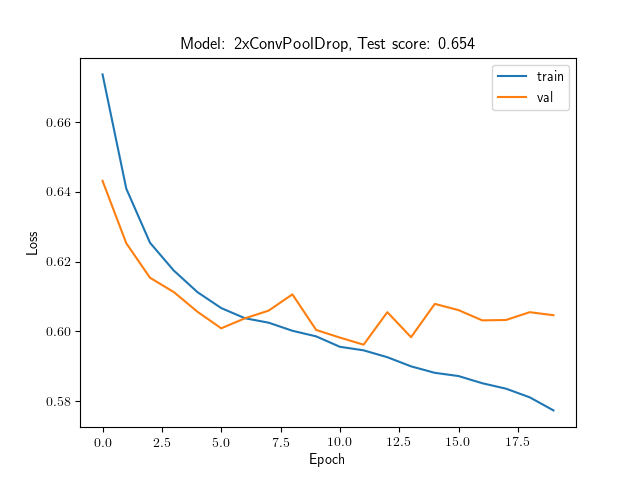 Model: 2xConvPoolDrop, Test score: 0.654
train
val
0.66
0.64
0.62
0.60
0.58
Loss
0.0 2.5 5.0 7.5 10.0 12.5 15.0 17.5
Epoch